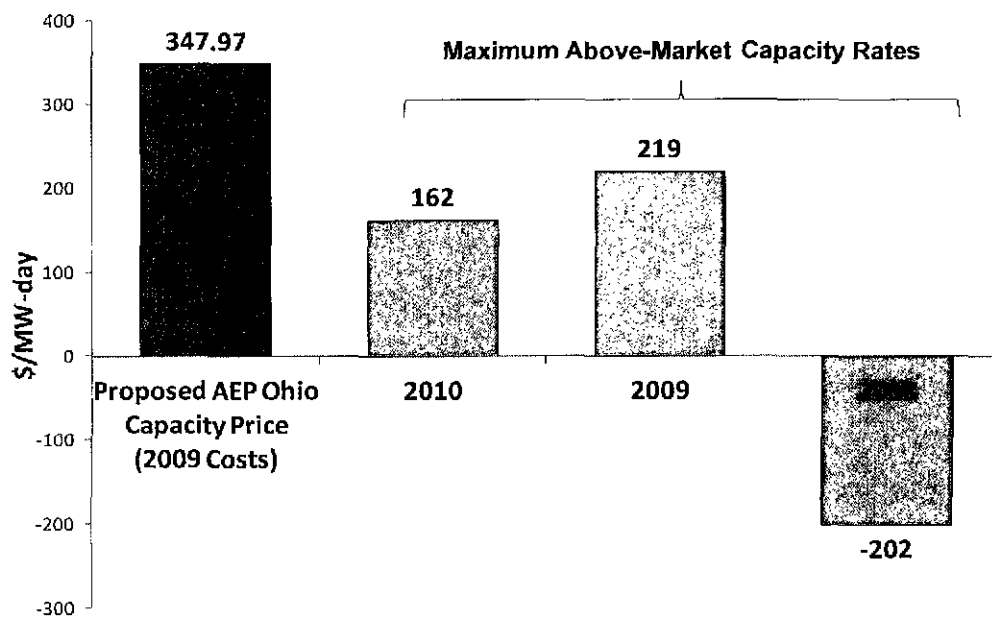 400
347.97
Maximum Above-Market Capacity Rates
300
219
200
162
100
$/MW-day
0
Proposed AEP Ohio
Capacity Price
(2009 Costs)
2010
2009
-100
-200
-202
-300